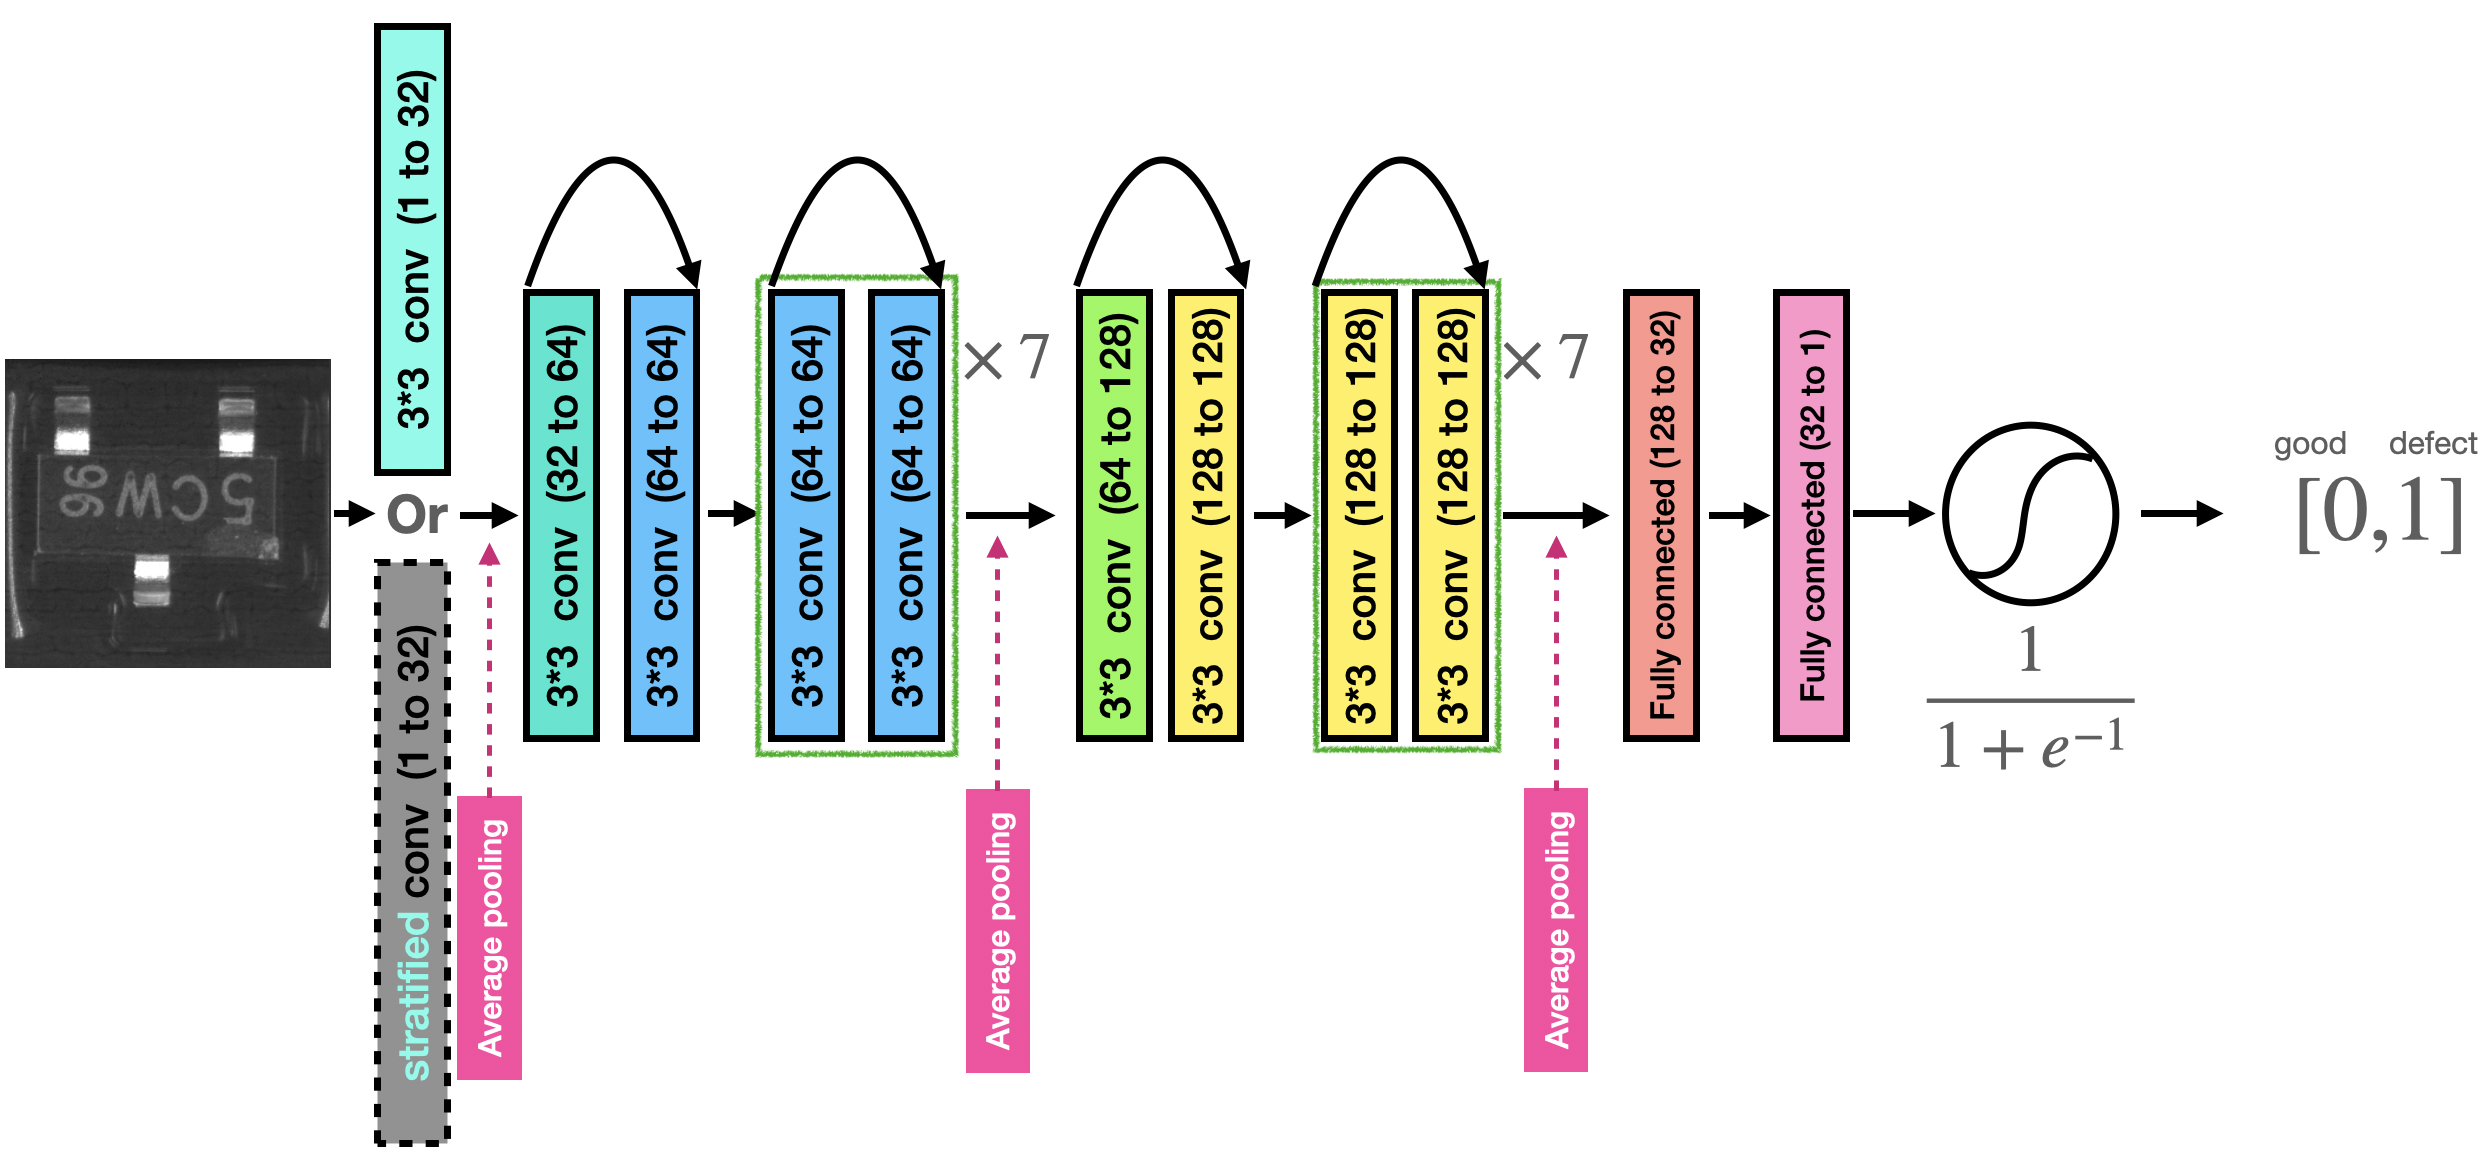 96
5CW
3*3 conv (1 to 32)
Or
stratified conv (1 to 32)
Average pooling
3*3 conv (32 to 64)
3*3 conv (64 to 64)
3*3 conv (64 to 64)
3*3 conv (64 to 64)
× 7
Average pooling
3*3 conv (64 to 128)
3*3 conv (128 to 128)
3*3 conv (128 to 128)
3*3 conv (128 to 128)
× 7
Average pooling
Fully connected (128 to 32)
Fully connected (32 to 1)
1
1 + e⁻¹
good defect
[0,1]